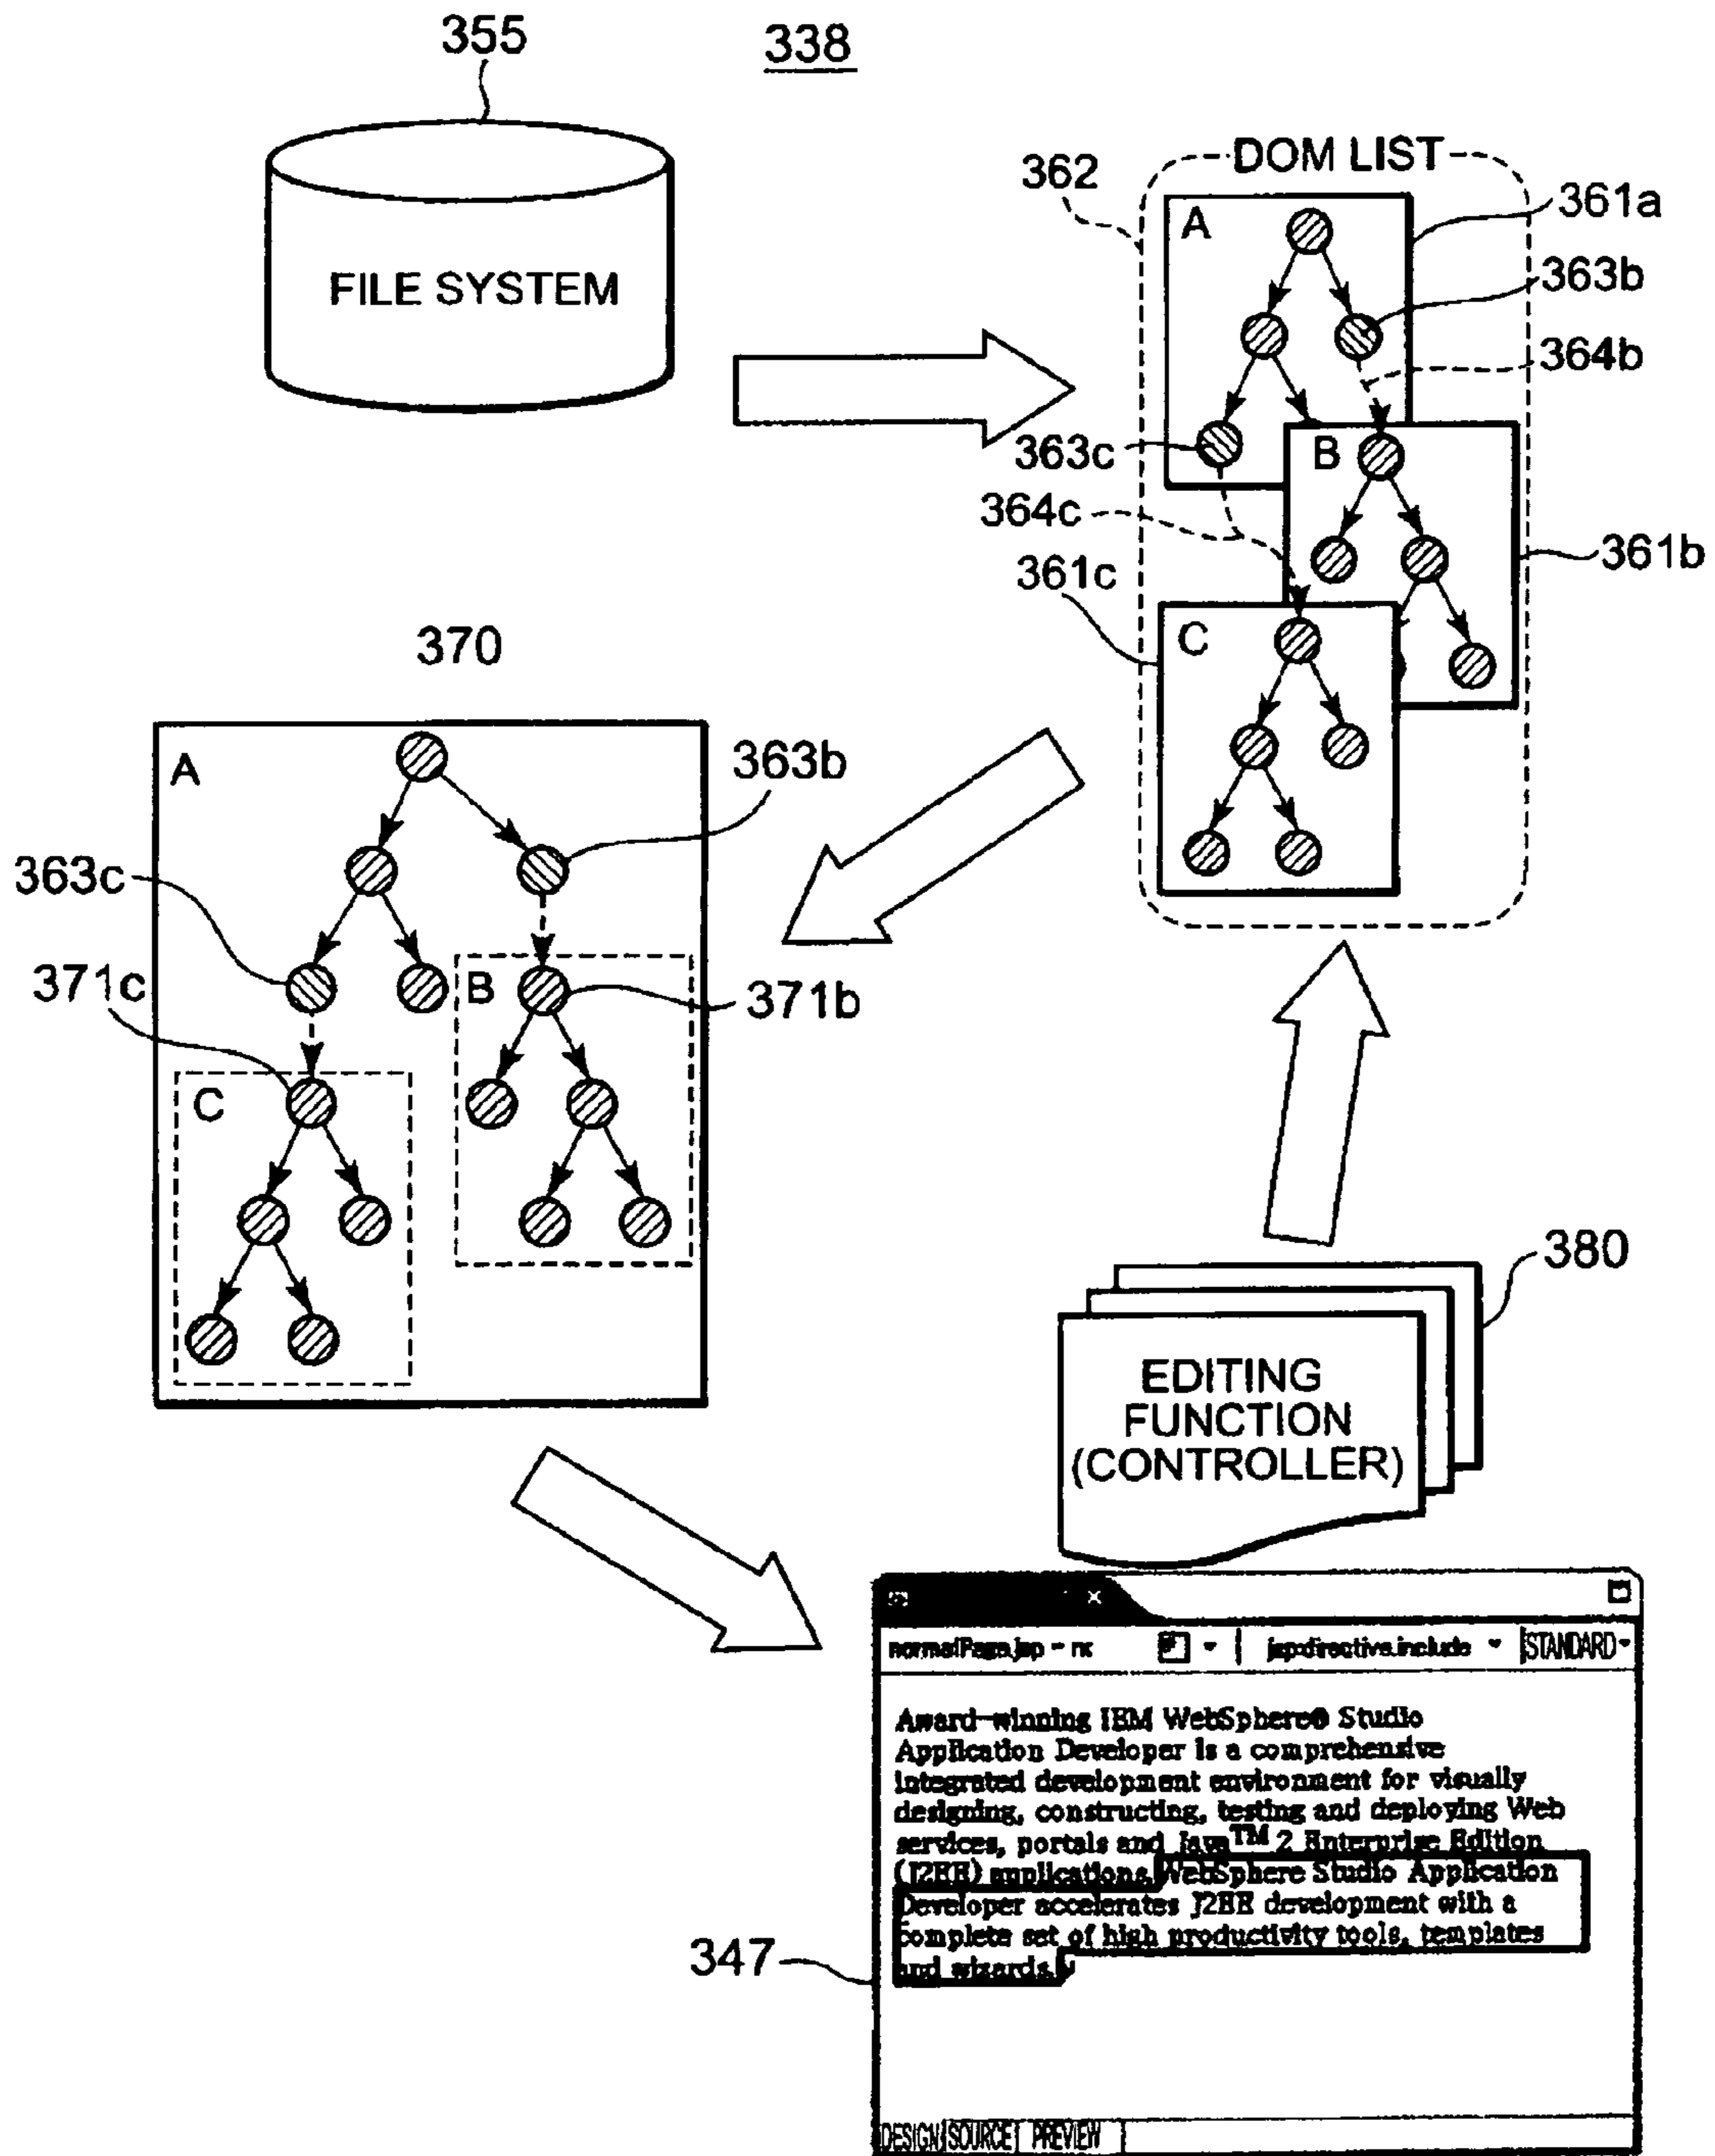 355
338
FILE SYSTEM
DOM LIST
362
361a
A
363b
364b
363c
B
364c
361c
361b
C
370
A
363b
363c
371c
B
371b
C
380
EDITING
FUNCTION
(CONTROLLER)
normalPage.jsp - rx
jsp:directive.include
STANDARD
Award-winning IBM WebSphere® Studio
Application Developer is a comprehensive
integrated development environment for visually
designing, constructing, testing and deploying Web
services, portals and Java™ 2 Enterprise Edition
(J2EE) applications. WebSphere Studio Application
Developer accelerates J2EE development with a
complete set of high productivity tools, templates
and wizards.
347
DESIGN SOURCE PREVIEW